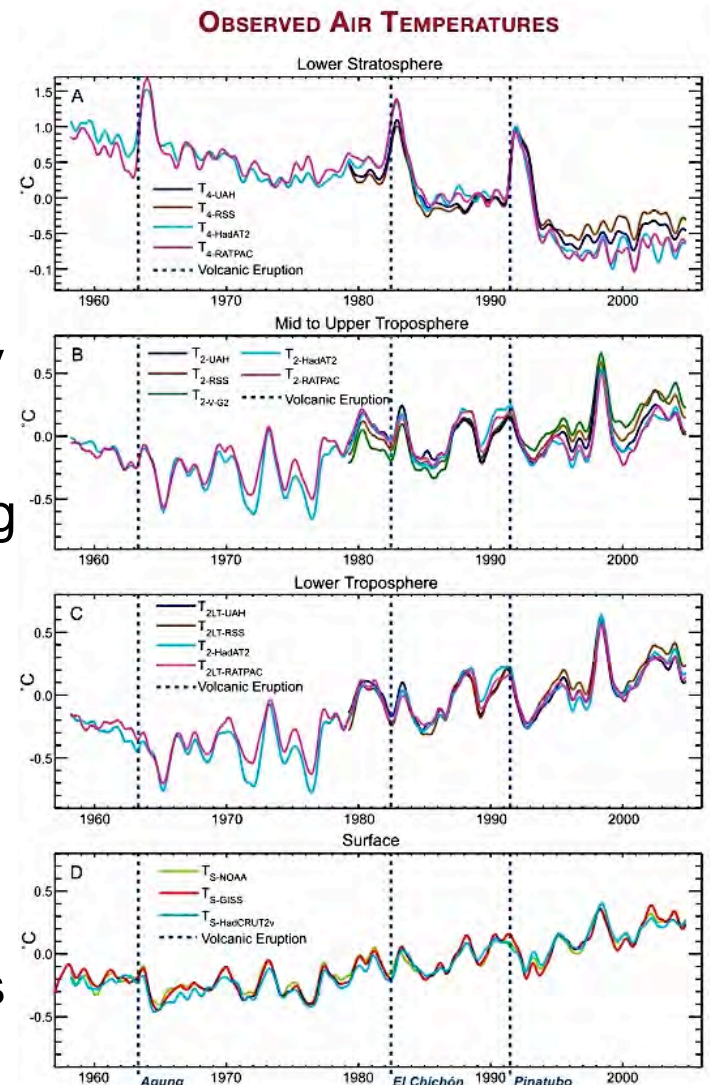 OBSERVED AIR TEMPERATURES
Lower Stratosphere
A
1.5
1.0
0.5
0.0
-0.5
-0.1
°C
T4-UAH
T4-RSS
T4-HadAT2
T4-RATPAC
Volcanic Eruption
1960 1970 1980 1990 2000
Mid to Upper Troposphere
B
0.5
0.0
-0.5
°C
T2-UAH T2-HadAT2
T2-RSS T2-RATPAC
T2-V-G2 Volcanic Eruption
1960 1970 1980 1990 2000
g
Lower Troposphere
C
0.5
0.0
-0.5
°C
T2LT-UAH
T2LT-RSS
T2-HadAT2
T2LT-RATPAC
Volcanic Eruption
1960 1970 1980 1990 2000
Surface
D
0.5
0.0
-0.5
°C
TS-NOAA
TS-GISS
TS-HadCRUT2v
Volcanic Eruption
s
1960 1970 1980 1990 2000
Agung El Chichón Pinatubo